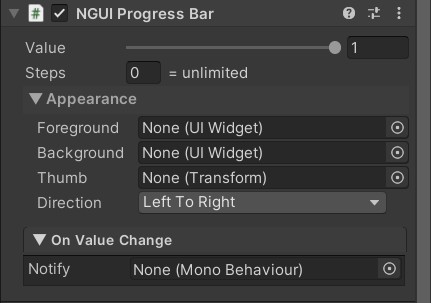 NGUI Progress Bar
Value 1
Steps 0 = unlimited
Appearance
Foreground None (UI Widget)
Background None (UI Widget)
Thumb None (Transform)
Direction Left To Right
On Value Change
Notify None (Mono Behaviour)